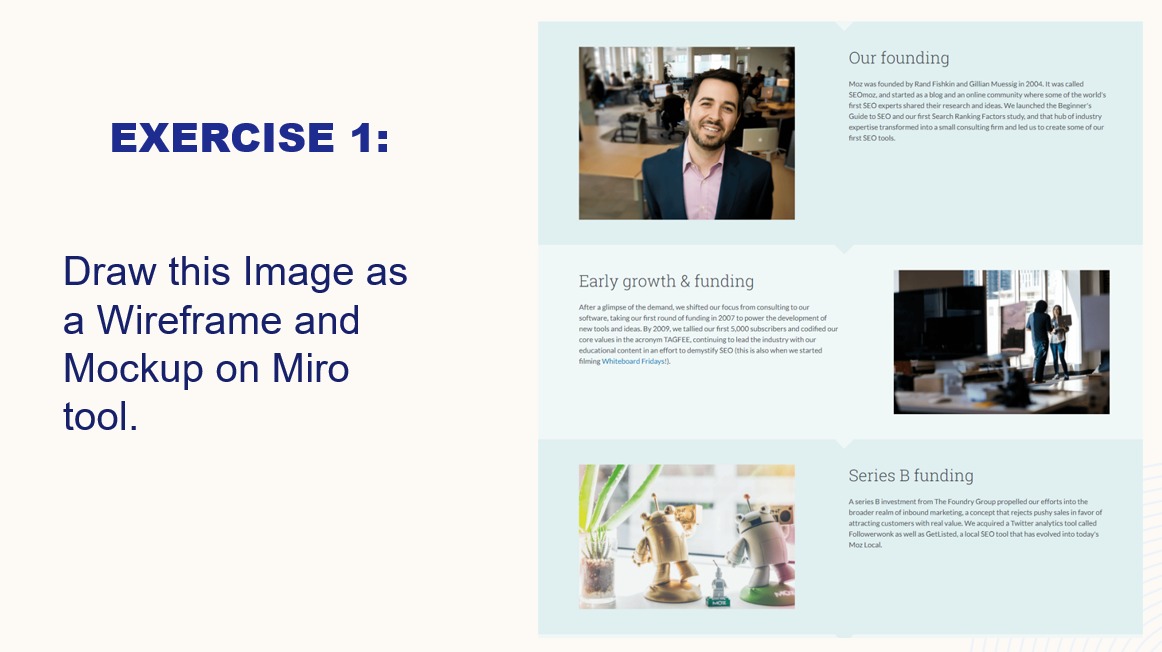 EXERCISE 1:
Draw this Image as
a Wireframe and
Mockup on Miro
tool.
Our founding
Moz was founded by Rand Fishkin and Gillian Muessig in 2004. It was called
SEOmoz, and started as a blog and an online community where some of the world's
first SEO experts shared their research and ideas. We launched the Beginner's
Guide to SEO and our first Search Ranking Factors study, and that hub of industry
expertise transformed into a small consulting firm and led us to create some of our
first SEO tools.
Early growth & funding
After a glimpse of the demand, we shifted our focus from consulting to our
software, taking our first round of funding in 2007 to power the development of
new tools and ideas. By 2009, we tallied our first 5,000 subscribers and codified our
core values in the acronym TAGFEE, continuing to lead the industry with our
educational content in an effort to demystify SEO (this is also when we started
filming Whiteboard Fridays!).
Series B funding
A series B investment from The Foundry Group propelled our efforts into the
broader realm of inbound marketing, a concept that rejects pushy sales in favor of
attracting customers with real value. We acquired a Twitter analytics tool called
Followerwonk as well as GetListed, a local SEO tool that has evolved into today's
Moz Local.
MOZ